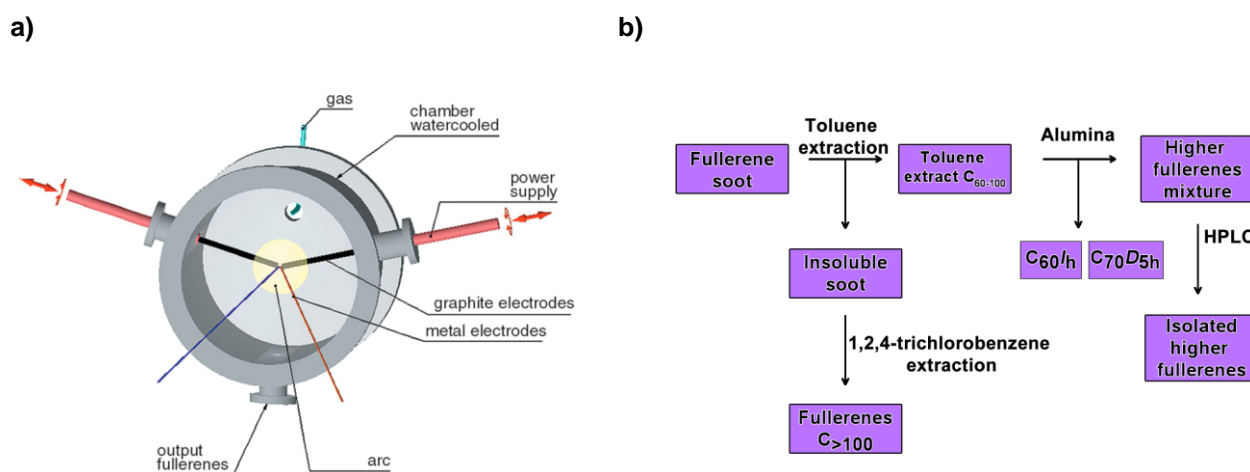 a)
gas
chamber
watercooled
power
supply
graphite electrodes
metal electrodes
output
fullerenes
arc
b)
Fullerene
soot
Toluene
extraction
Toluene
extract C60-100
Alumina
Higher
fullerenes
mixture
Insoluble
soot
C60Ih
C70D5h
HPLC
1,2,4-trichlorobenzene
extraction
Isolated
higher
fullerenes
Fullerenes
C>100